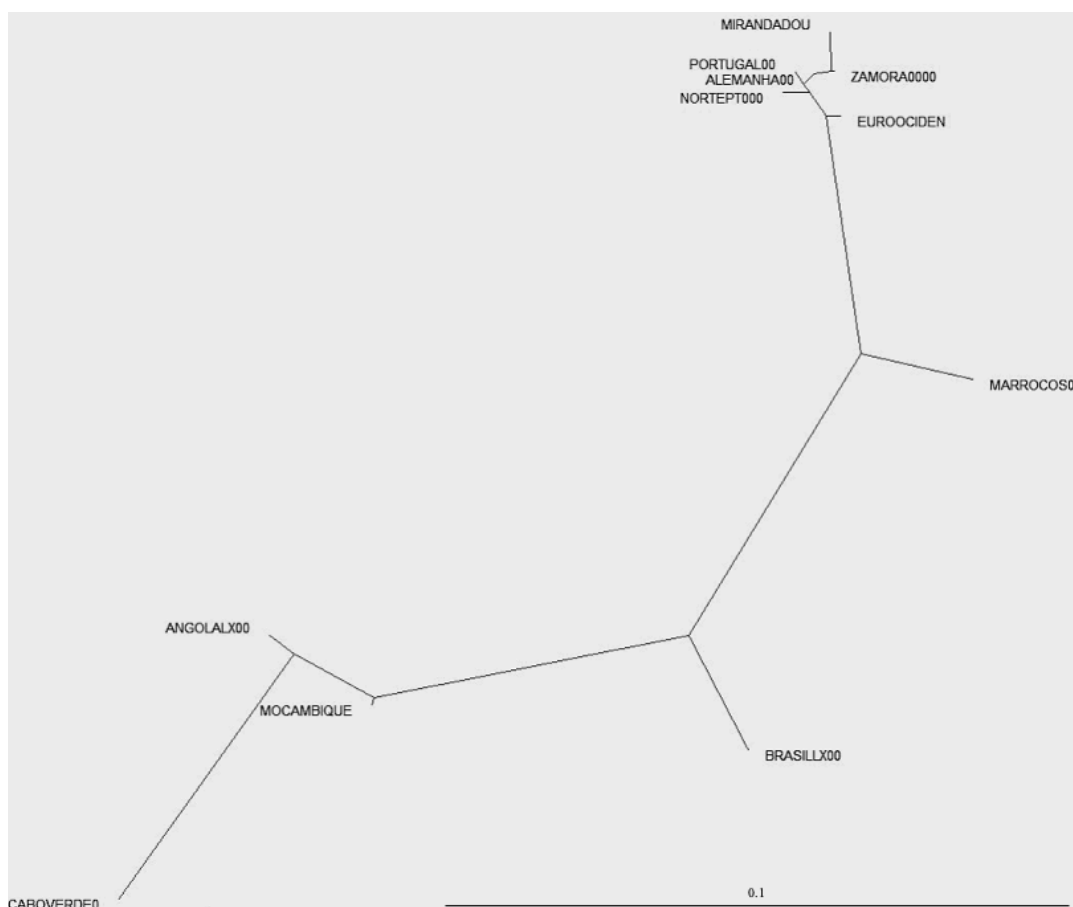 MIRANDADOU
PORTUGAL00
ZAMORA0000
ALEMANHA00
NORTEPT000
EUROOCIDEN
MARROCOS0
ANGOLALX00
MOCAMBIQUE
BRASILLX00
0.1
CABOVERDE0